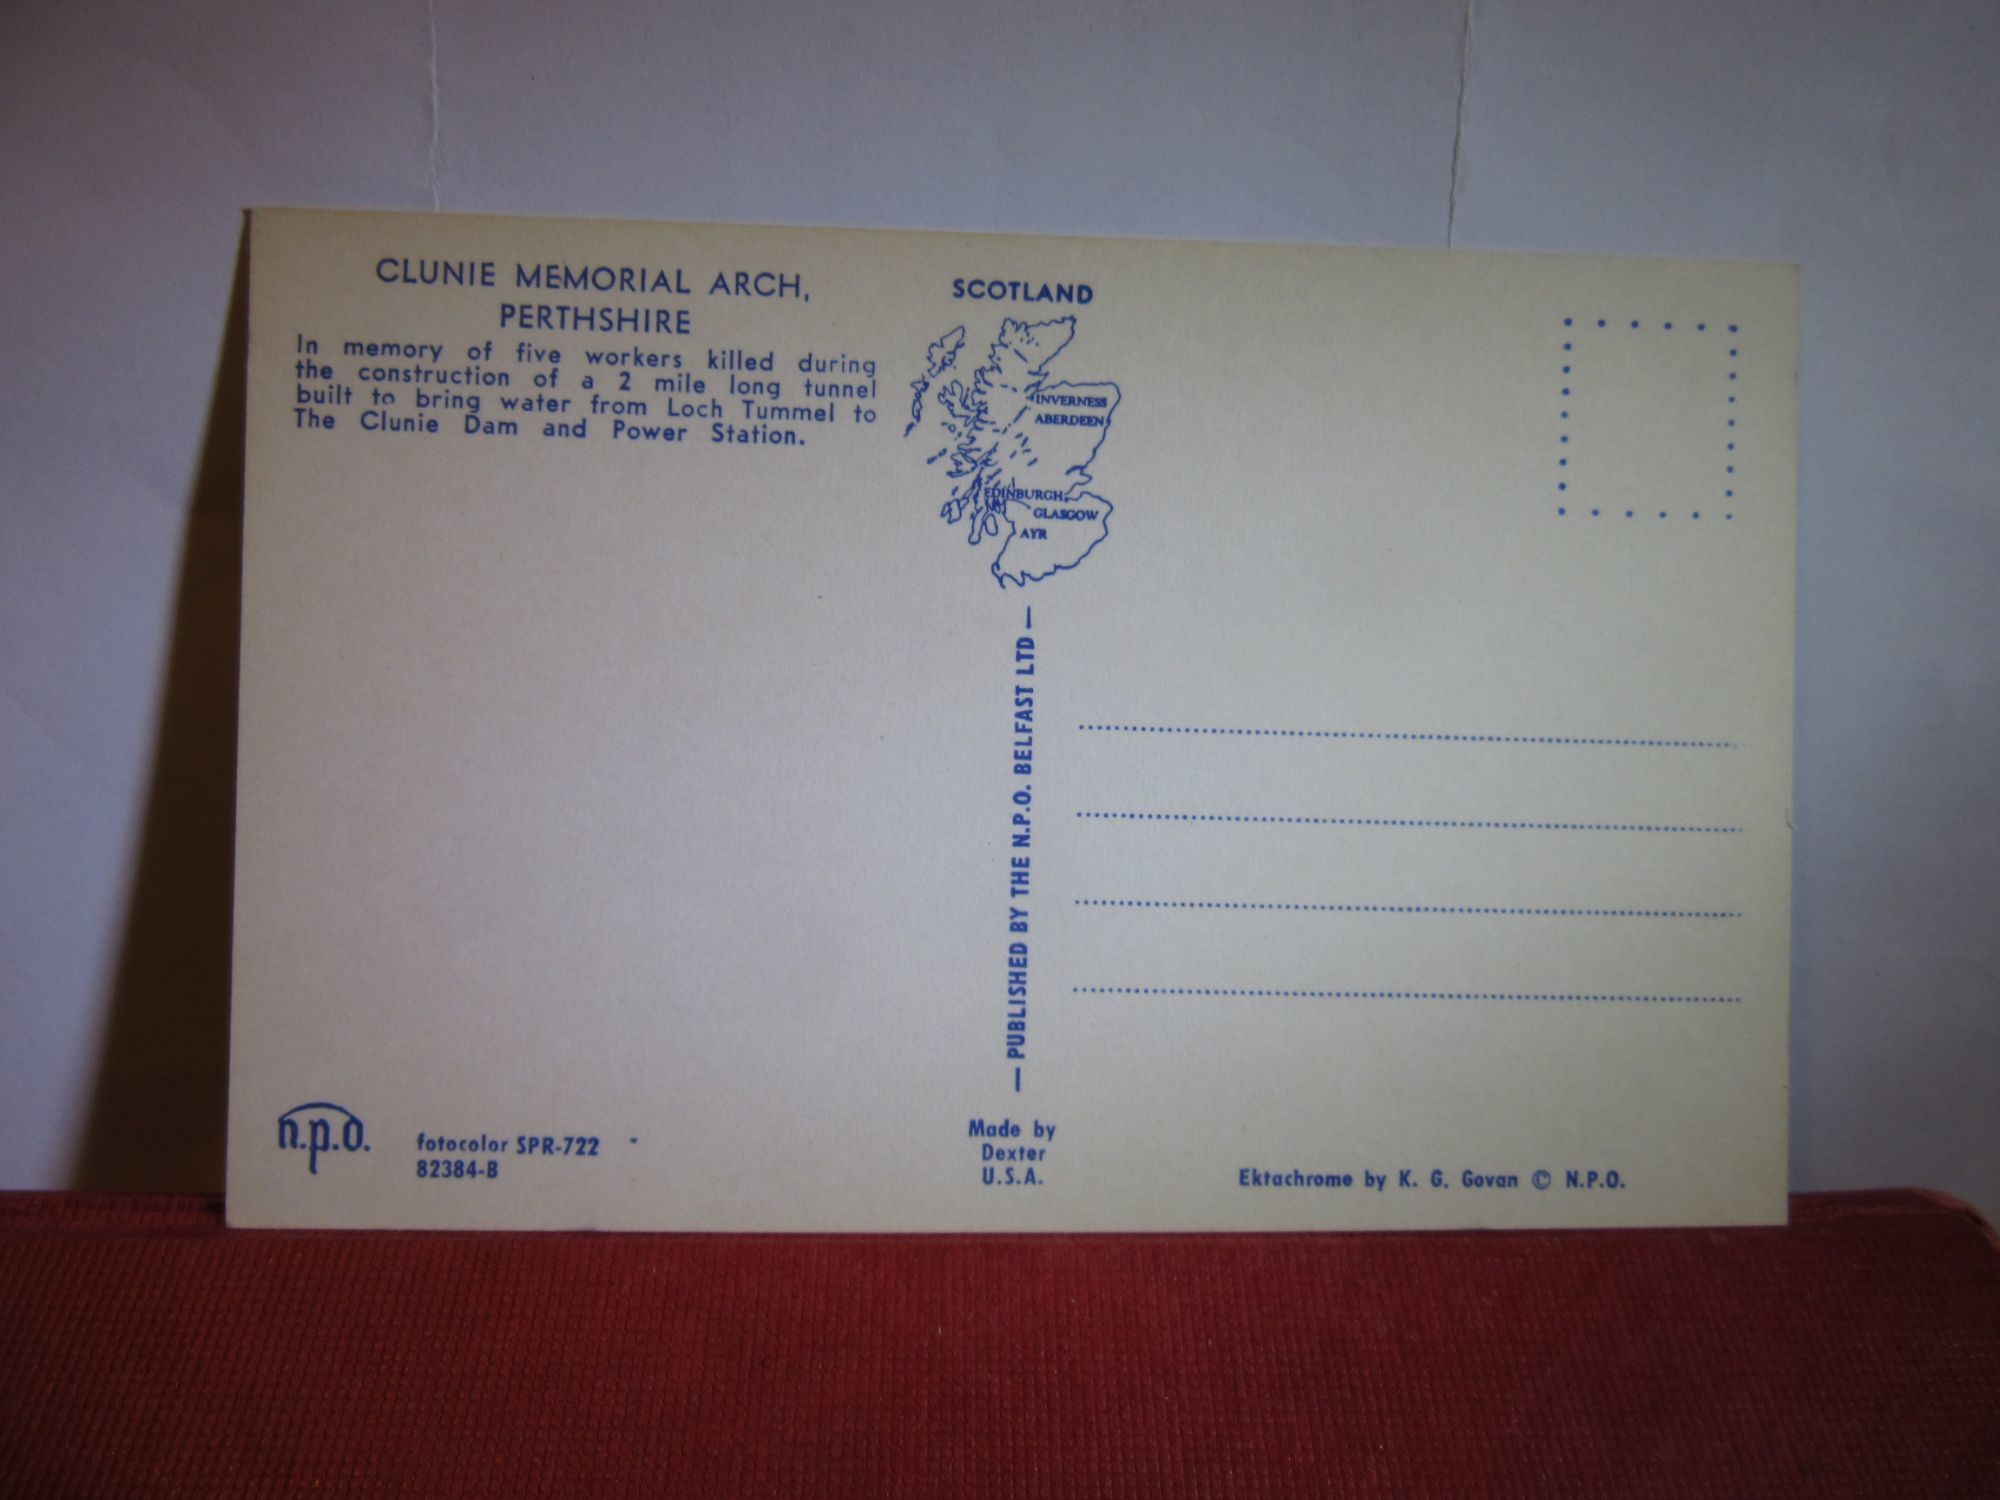 CLUNIE MEMORIAL ARCH,
PERTHSHIRE
In memory of five workers killed during
the construction of a 2 mile long tunnel
built to bring water from Loch Tummel to
The Clunie Dam and Power Station.
SCOTLAND
INVERNESS
ABERDEEN
EDINBURGH
GLASGOW
AYR
— PUBLISHED BY THE N.P.O. BELFAST LTD —
n.p.o.
fotocolor SPR-722
82384-B
Made by
Dexter
U.S.A.
Ektachrome by K. G. Govan © N.P.O.